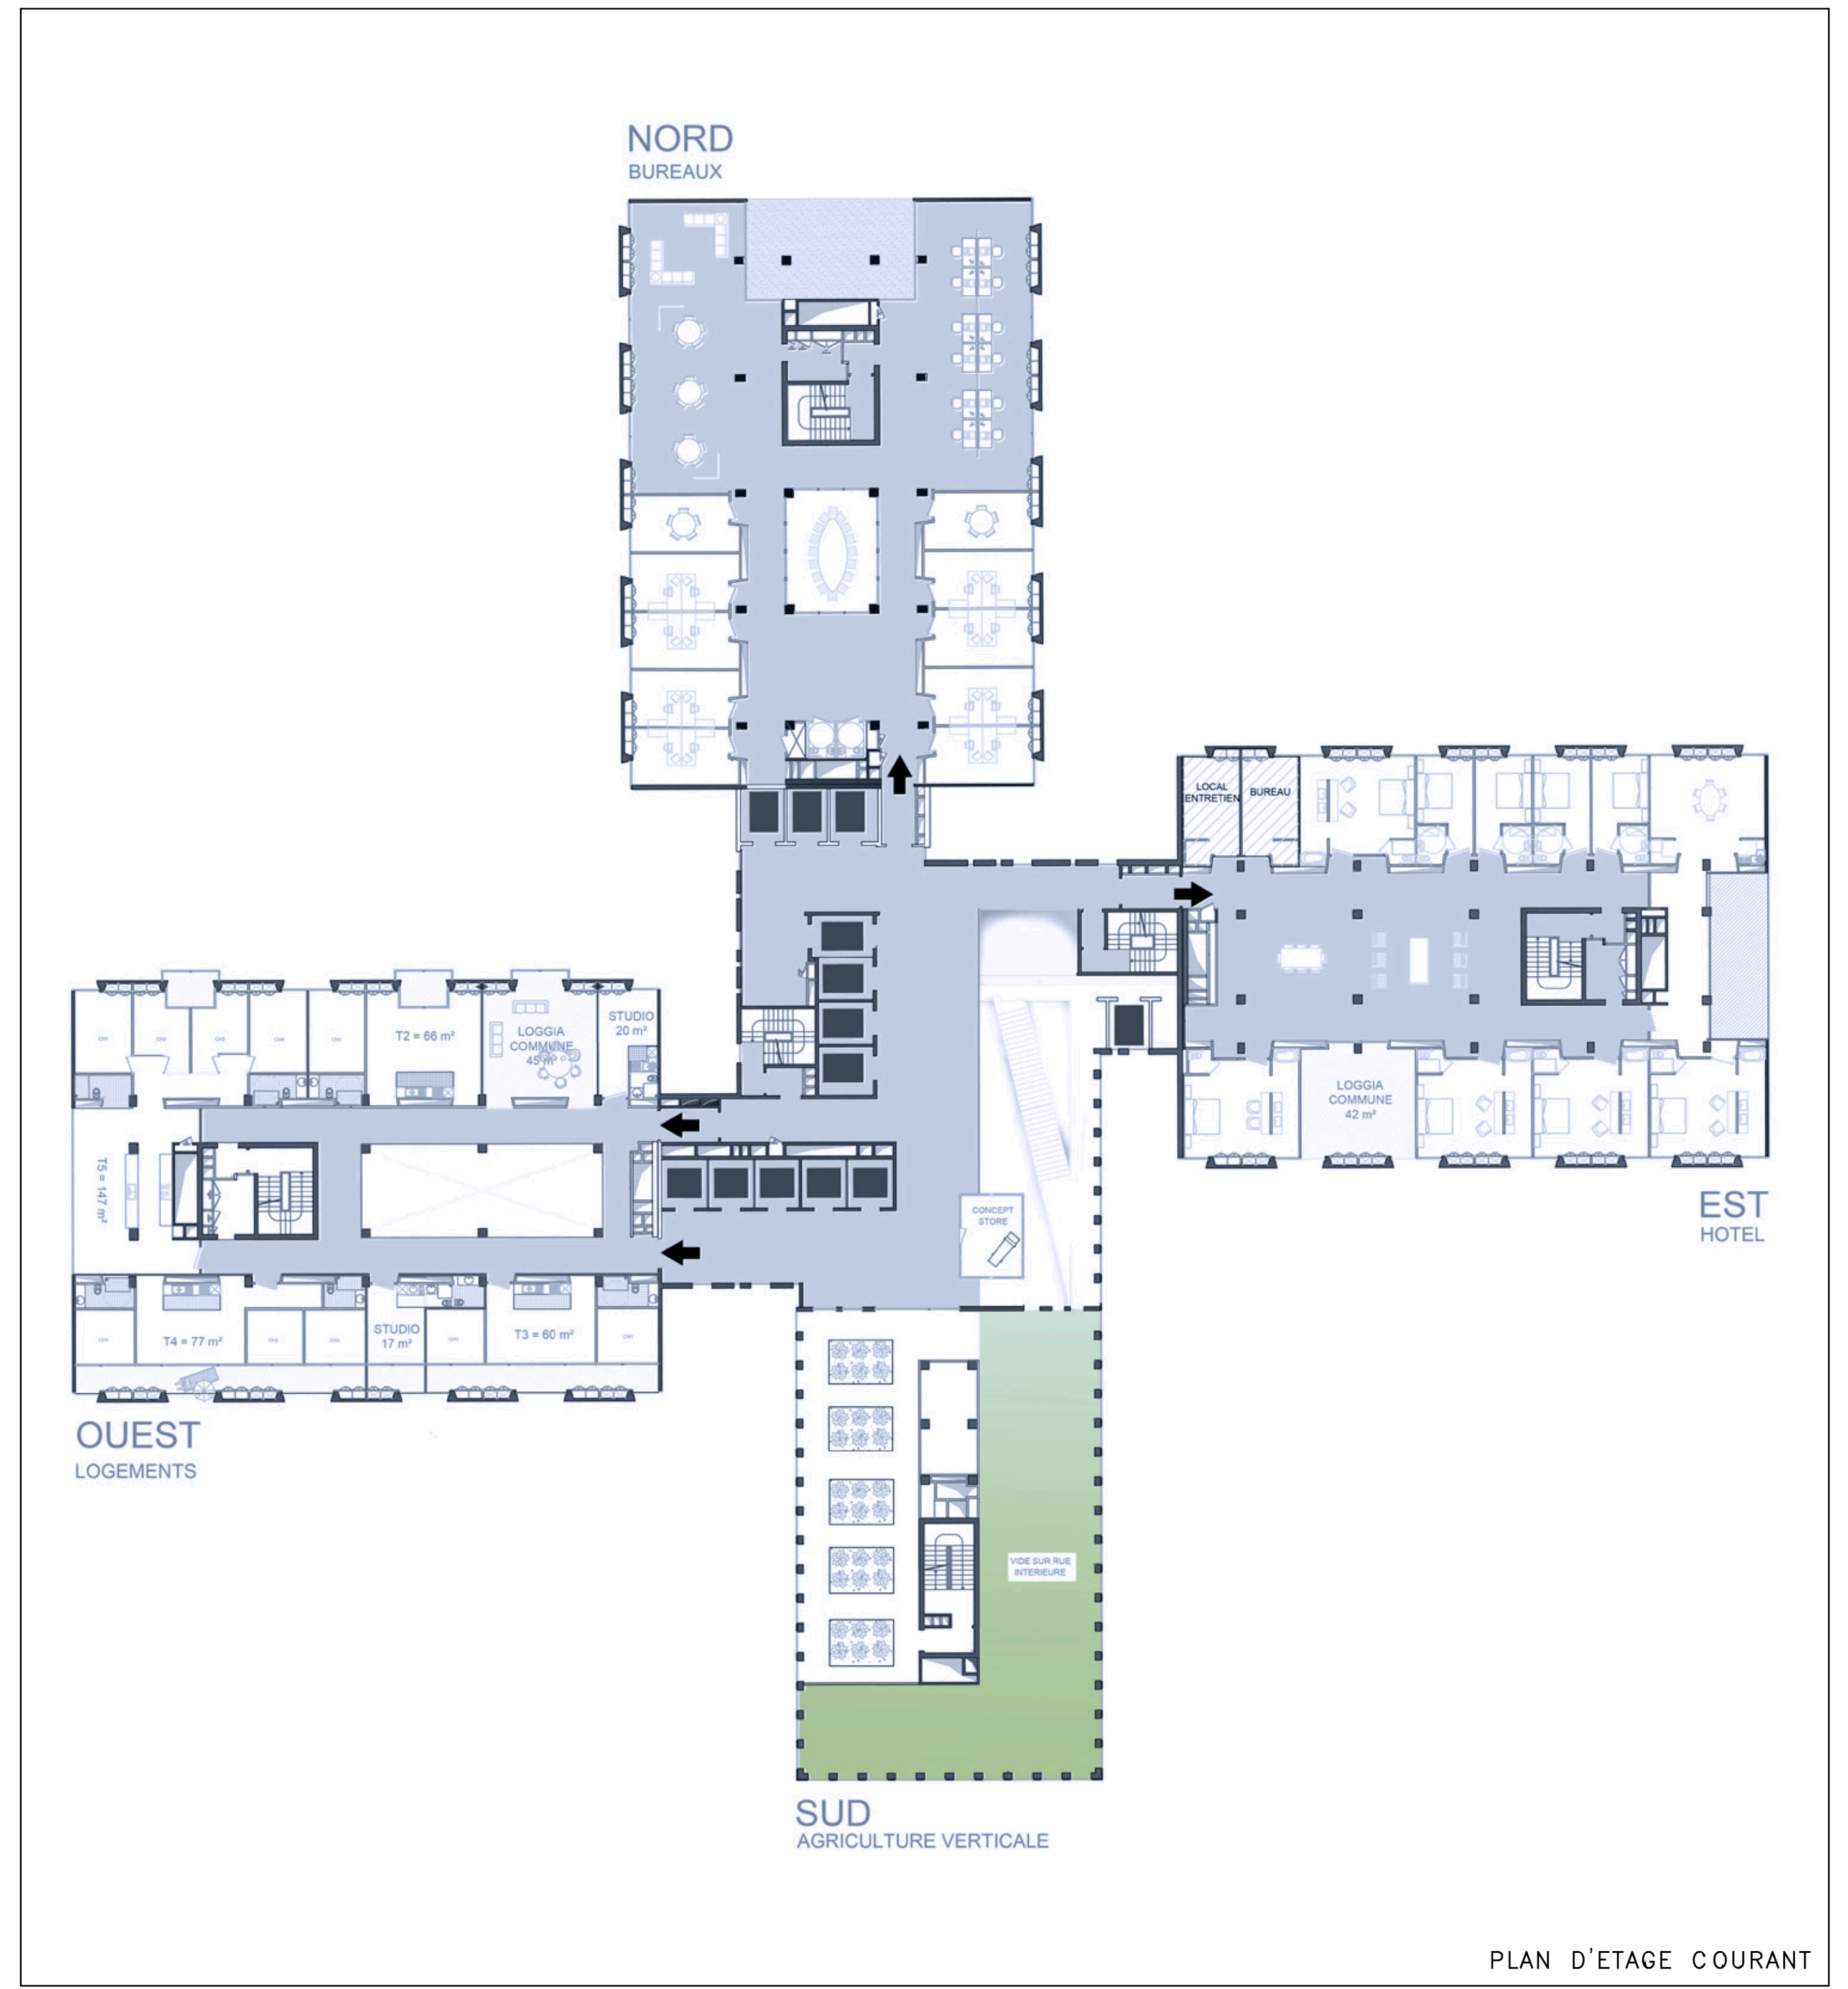 NORD
BUREAUX
LOCAL
ENTRETIEN
BUREAU
T2 = 66 m²
LOGGIA
COMMUNE
45 m²
STUDIO
20 m²
T5 = 147 m²
LOGGIA
COMMUNE
42 m²
CONCEPT
STORE
EST
HOTEL
T4 = 77 m²
STUDIO
17 m²
T3 = 60 m²
OUEST
LOGEMENTS
VIDE SUR RUE
INTERIEURE
SUD
AGRICULTURE VERTICALE
PLAN D'ETAGE COURANT